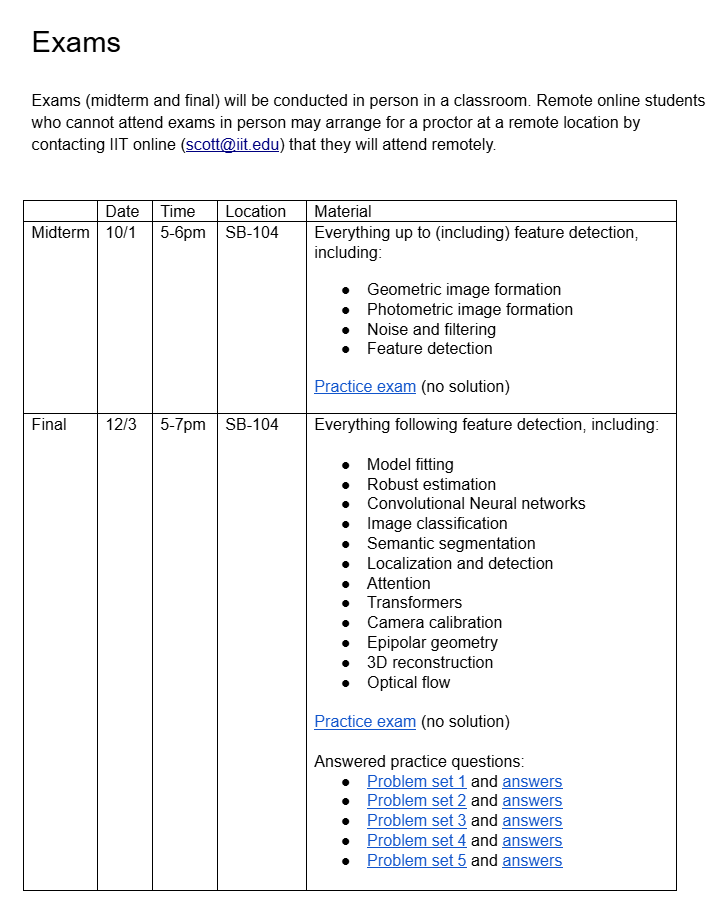 Exams
Exams (midterm and final) will be conducted in person in a classroom. Remote online students
who cannot attend exams in person may arrange for a proctor at a remote location by
contacting IIT online (scott@iit.edu) that they will attend remotely.
Date Time Location Material
Midterm 10/1 5-6pm SB-104 Everything up to (including) feature detection,
including:
● Geometric image formation
● Photometric image formation
● Noise and filtering
● Feature detection
Practice exam (no solution)
Final 12/3 5-7pm SB-104 Everything following feature detection, including:
● Model fitting
● Robust estimation
● Convolutional Neural networks
● Image classification
● Semantic segmentation
● Localization and detection
● Attention
● Transformers
● Camera calibration
● Epipolar geometry
● 3D reconstruction
● Optical flow
Practice exam (no solution)
Answered practice questions:
● Problem set 1 and answers
● Problem set 2 and answers
● Problem set 3 and answers
● Problem set 4 and answers
● Problem set 5 and answers